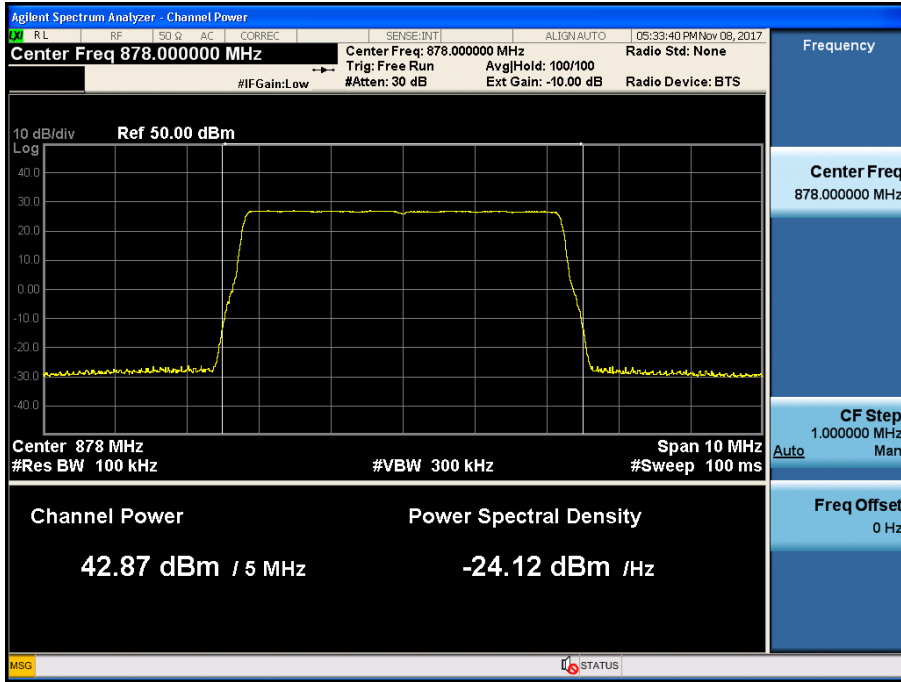 Agilent Spectrum Analyzer - Channel Power
LXI RL RF 50 Ω AC CORREC SENSE:INT ALIGN AUTO 05:33:40 PM Nov 08, 2017
Center Freq 878.000000 MHz
#IFGain:Low
Center Freq: 878.000000 MHz
Trig: Free Run Avg|Hold: 100/100
#Atten: 30 dB Ext Gain: -10.00 dB
Radio Std: None
Radio Device: BTS
10 dB/div Ref 50.00 dBm
Log
40.0
30.0
20.0
10.0
0.00
-10.0
-20.0
-30.0
-40.0
Center 878 MHz Span 10 MHz
#Res BW 100 kHz #VBW 300 kHz #Sweep 100 ms
Channel Power Power Spectral Density
42.87 dBm / 5 MHz -24.12 dBm /Hz
MSG STATUS
Frequency
Center Freq
878.000000 MHz
CF Step
1.000000 MHz
Auto Man
Freq Offset
0 Hz